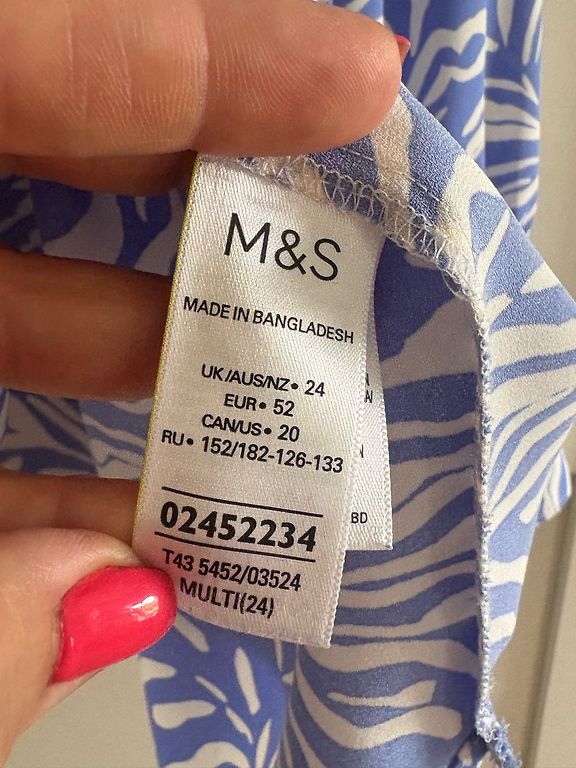 M&S
MADE IN BANGLADESH
UK/AUS/NZ• 24
EUR• 52
CAN/US• 20
RU• 152/182-126-133
02452234
T43 5452/03524
MULTI(24)
BD